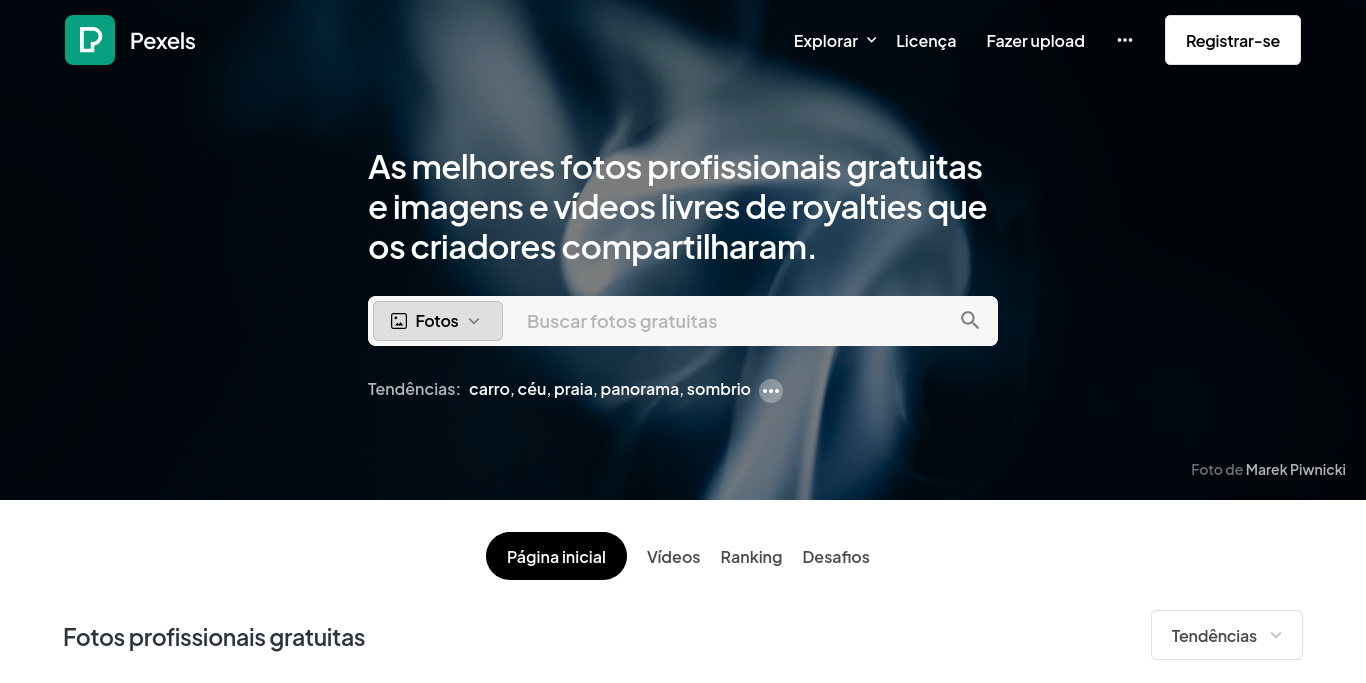 Pexels
Explorar
Licença
Fazer upload
Registrar-se
As melhores fotos profissionais gratuitas
e imagens e vídeos livres de royalties que
os criadores compartilharam.
Fotos
Buscar fotos gratuitas
Tendências: carro, céu, praia, panorama, sombrio
Foto de Marek Piwnicki
Página inicial
Vídeos
Ranking
Desafios
Fotos profissionais gratuitas
Tendências